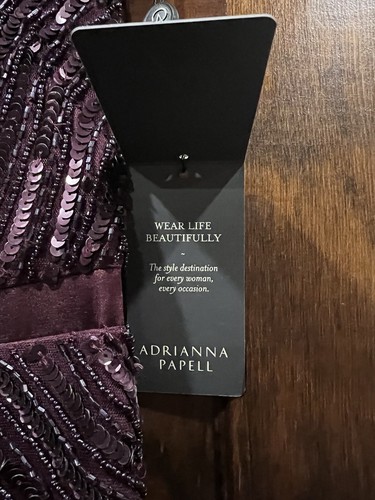 WEAR LIFE
BEAUTIFULLY
The style destination
for every woman,
every occasion.
ADRIANNA
PAPELL